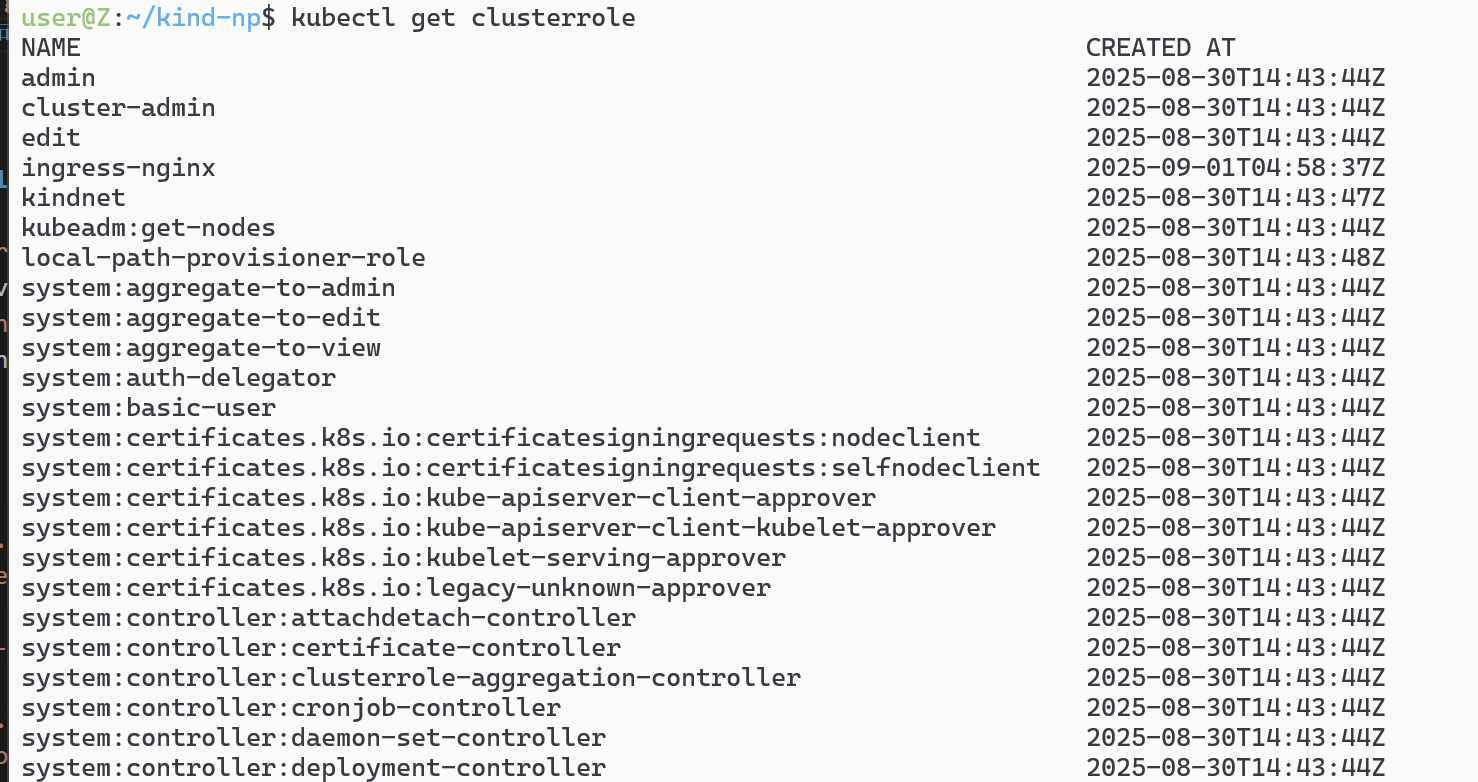 user@Z:~/kind-np$ kubectl get clusterrole
NAME CREATED AT
admin 2025-08-30T14:43:44Z
cluster-admin 2025-08-30T14:43:44Z
edit 2025-08-30T14:43:44Z
ingress-nginx 2025-09-01T04:58:37Z
kindnet 2025-08-30T14:43:47Z
kubeadm:get-nodes 2025-08-30T14:43:44Z
local-path-provisioner-role 2025-08-30T14:43:48Z
system:aggregate-to-admin 2025-08-30T14:43:44Z
system:aggregate-to-edit 2025-08-30T14:43:44Z
system:aggregate-to-view 2025-08-30T14:43:44Z
system:auth-delegator 2025-08-30T14:43:44Z
system:basic-user 2025-08-30T14:43:44Z
system:certificates.k8s.io:certificatesigningrequests:nodeclient 2025-08-30T14:43:44Z
system:certificates.k8s.io:certificatesigningrequests:selfnodeclient 2025-08-30T14:43:44Z
system:certificates.k8s.io:kube-apiserver-client-approver 2025-08-30T14:43:44Z
system:certificates.k8s.io:kube-apiserver-client-kubelet-approver 2025-08-30T14:43:44Z
system:certificates.k8s.io:kubelet-serving-approver 2025-08-30T14:43:44Z
system:certificates.k8s.io:legacy-unknown-approver 2025-08-30T14:43:44Z
system:controller:attachdetach-controller 2025-08-30T14:43:44Z
system:controller:certificate-controller 2025-08-30T14:43:44Z
system:controller:clusterrole-aggregation-controller 2025-08-30T14:43:44Z
system:controller:cronjob-controller 2025-08-30T14:43:44Z
system:controller:daemon-set-controller 2025-08-30T14:43:44Z
system:controller:deployment-controller 2025-08-30T14:43:44Z